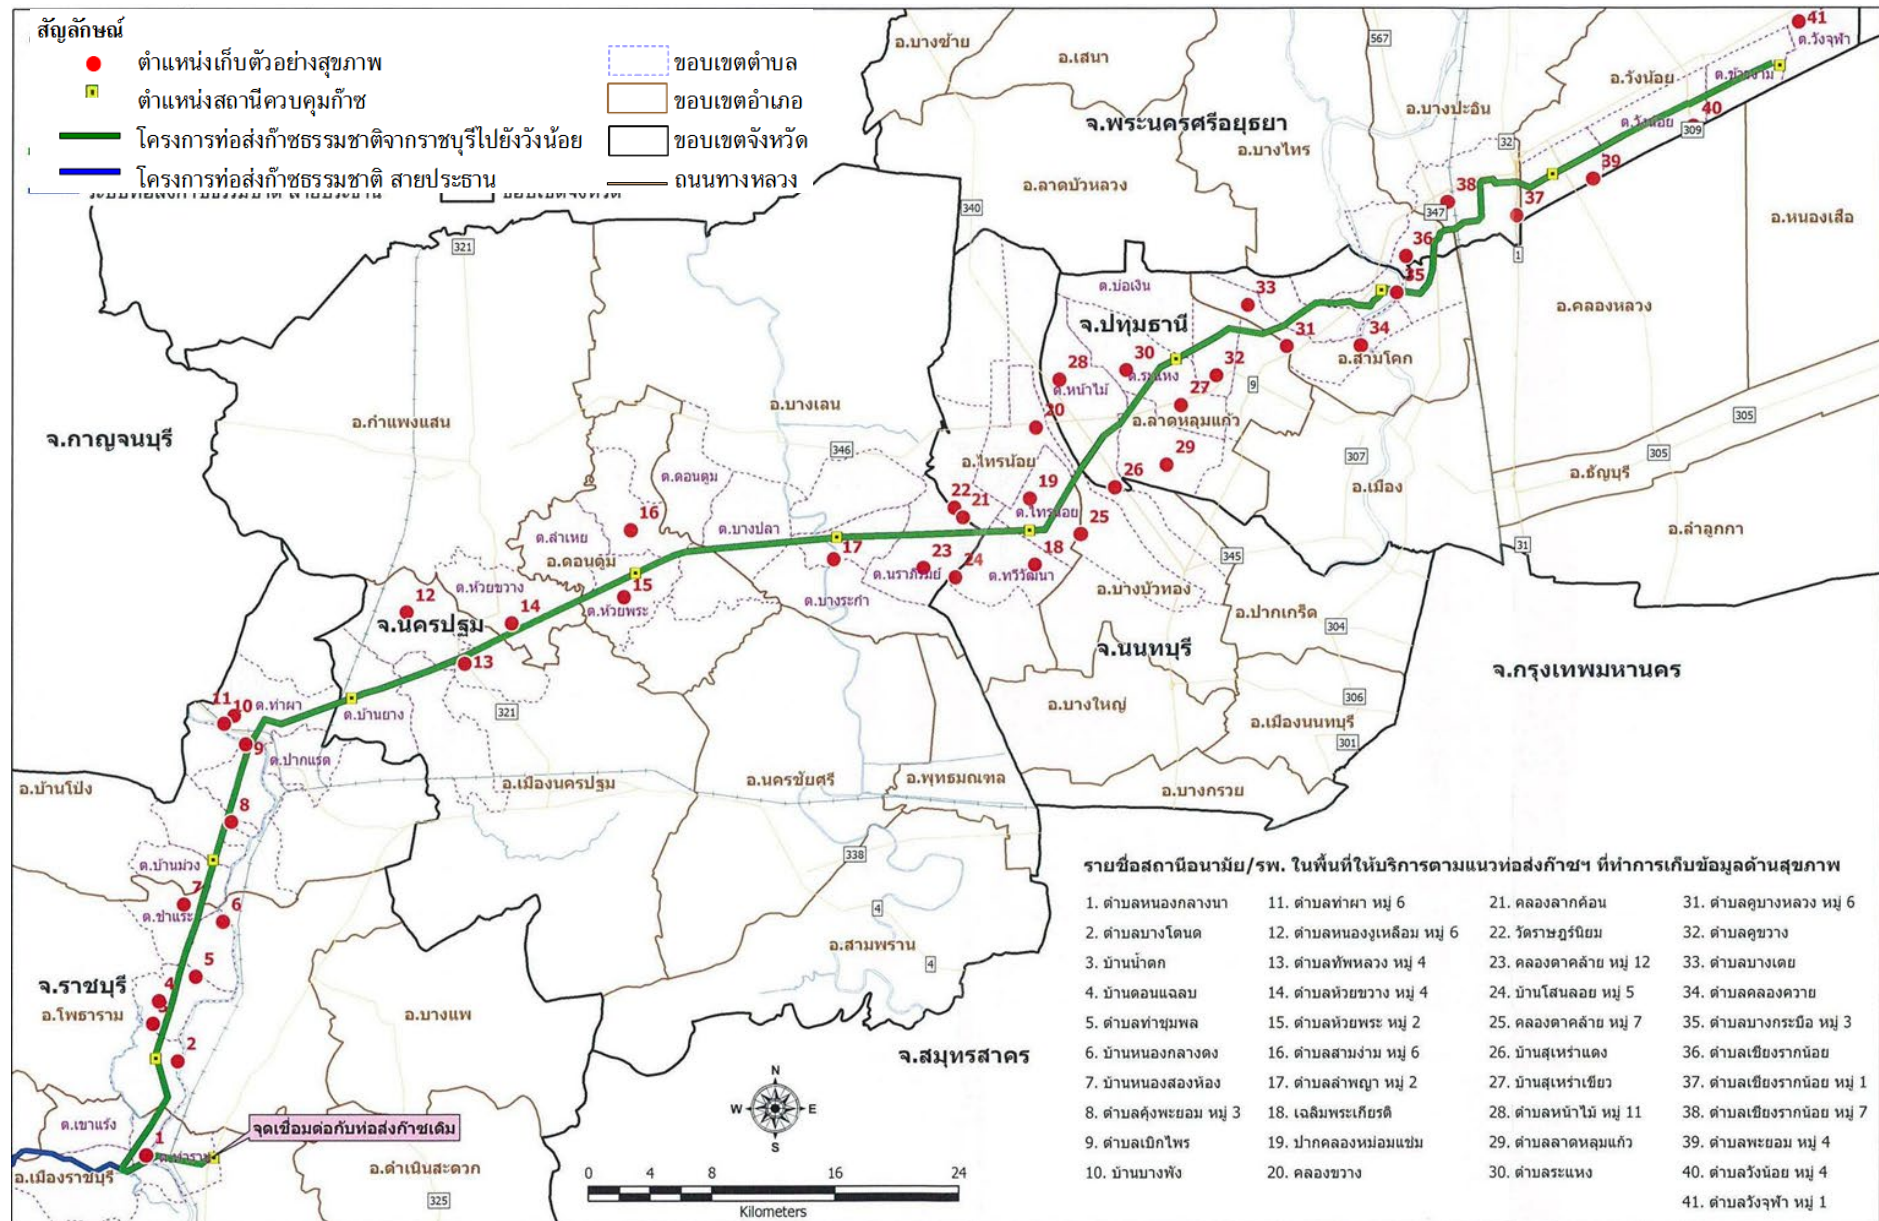 สัญลักษณ์
ตำแหน่งเก็บตัวอย่างสุขภาพ
ตำแหน่งสถานีควบคุมก๊าซ
โครงการท่อส่งก๊าซธรรมชาติจากราชบุรีไปยังวังน้อย
โครงการท่อส่งก๊าซธรรมชาติ สายประธาน
ขอบเขตตำบล
ขอบเขตอำเภอ
ขอบเขตจังหวัด
ถนนทางหลวง
อ.บางซ้าย
อ.เสนา
567
41
ต.วังจุฬา
อ.วังน้อย
ต.ข้าวงาม
อ.บางปะอิน
40
ต.วังน้อย
309
จ.พระนครศรีอยุธยา
อ.บางไทร
32
39
อ.ลาดบัวหลวง
38
37
340
347
อ.หนองเสือ
321
36
1
35
ต.บ่อเงิน
33
อ.คลองหลวง
จ.ปทุมธานี
31
34
อ.สามโคก
30
28
32
ต.ระแหง
ต.หน้าไม้
27
9
อ.บางเลน
อ.กำแพงแสน
20
อ.ลาดหลุมแก้ว
305
จ.กาญจนบุรี
346
29
307
305
อ.ไทรน้อย
อ.ธัญบุรี
ต.ดอนตูม
26
อ.เมือง
22
21
19
ต.ไทรน้อย
16
ต.บางปลา
25
อ.ลำลูกกา
ต.ลำเหย
31
17
23
18
345
อ.ดอนตูม
24
ต.นราภิรมย์
ต.ทวีวัฒนา
ต.ห้วยขวาง
15
อ.บางบัวทอง
12
ต.ห้วยพระ
ต.บางระกำ
14
อ.ปากเกร็ด
จ.นครปฐม
304
จ.นนทบุรี
13
จ.กรุงเทพมหานคร
11
10
ต.ท่าผา
306
ต.บ้านยาง
321
อ.บางใหญ่
อ.เมืองนนทบุรี
9
301
ต.ปากแรต
อ.บ้านโป่ง
อ.เมืองนครปฐม
อ.นครชัยศรี
อ.พุทธมณฑล
อ.บางกรวย
8
338
ต.บ้านม่วง
7
6
ต.ชำแระ
4
อ.สามพราน
4
5
จ.ราชบุรี
4
3
อ.โพธาราม
อ.บางแพ
2
จ.สมุทรสาคร
N
W
E
S
ต.เขาแร้ง
จุดเชื่อมต่อกับท่อส่งก๊าซเดิม
1
อ.เมืองราชบุรี
อ.ดำเนินสะดวก
325
0 4 8 16 24
Kilometers
รายชื่อสถานีอนามัย/รพ. ในพื้นที่ให้บริการตามแนวท่อส่งก๊าซฯ ที่ทำการเก็บข้อมูลด้านสุขภาพ
1. ตำบลหนองกลางนา
2. ตำบลบางโตนด
3. บ้านน้ำตก
4. บ้านดอนแฉลบ
5. ตำบลท่าชุมพล
6. บ้านหนองกลางดง
7. บ้านหนองสองห้อง
8. ตำบลคุ้งพะยอม หมู่ 3
9. ตำบลเบิกไพร
10. บ้านบางพัง
11. ตำบลท่าผา หมู่ 6
12. ตำบลหนองงูเหลือม หมู่ 6
13. ตำบลทัพหลวง หมู่ 4
14. ตำบลห้วยขวาง หมู่ 4
15. ตำบลห้วยพระ หมู่ 2
16. ตำบลสามง่าม หมู่ 6
17. ตำบลลำพญา หมู่ 2
18. เฉลิมพระเกียรติ
19. ปากคลองหม่อมแช่ม
20. คลองขวาง
21. คลองลากค้อน
22. วัดราษฎร์นิยม
23. คลองตาคล้าย หมู่ 12
24. บ้านโสนลอย หมู่ 5
25. คลองตาคล้าย หมู่ 7
26. บ้านสุเหร่าแดง
27. บ้านสุเหร่าเขียว
28. ตำบลหน้าไม้ หมู่ 11
29. ตำบลลาดหลุมแก้ว
30. ตำบลระแหง
31. ตำบลคูบางหลวง หมู่ 6
32. ตำบลคูขวาง
33. ตำบลบางเตย
34. ตำบลคลองควาย
35. ตำบลบางกระบือ หมู่ 3
36. ตำบลเชียงรากน้อย
37. ตำบลเชียงรากน้อย หมู่ 1
38. ตำบลเชียงรากน้อย หมู่ 7
39. ตำบลพะยอม หมู่ 4
40. ตำบลวังน้อย หมู่ 4
41. ตำบลวังจุฬา หมู่ 1